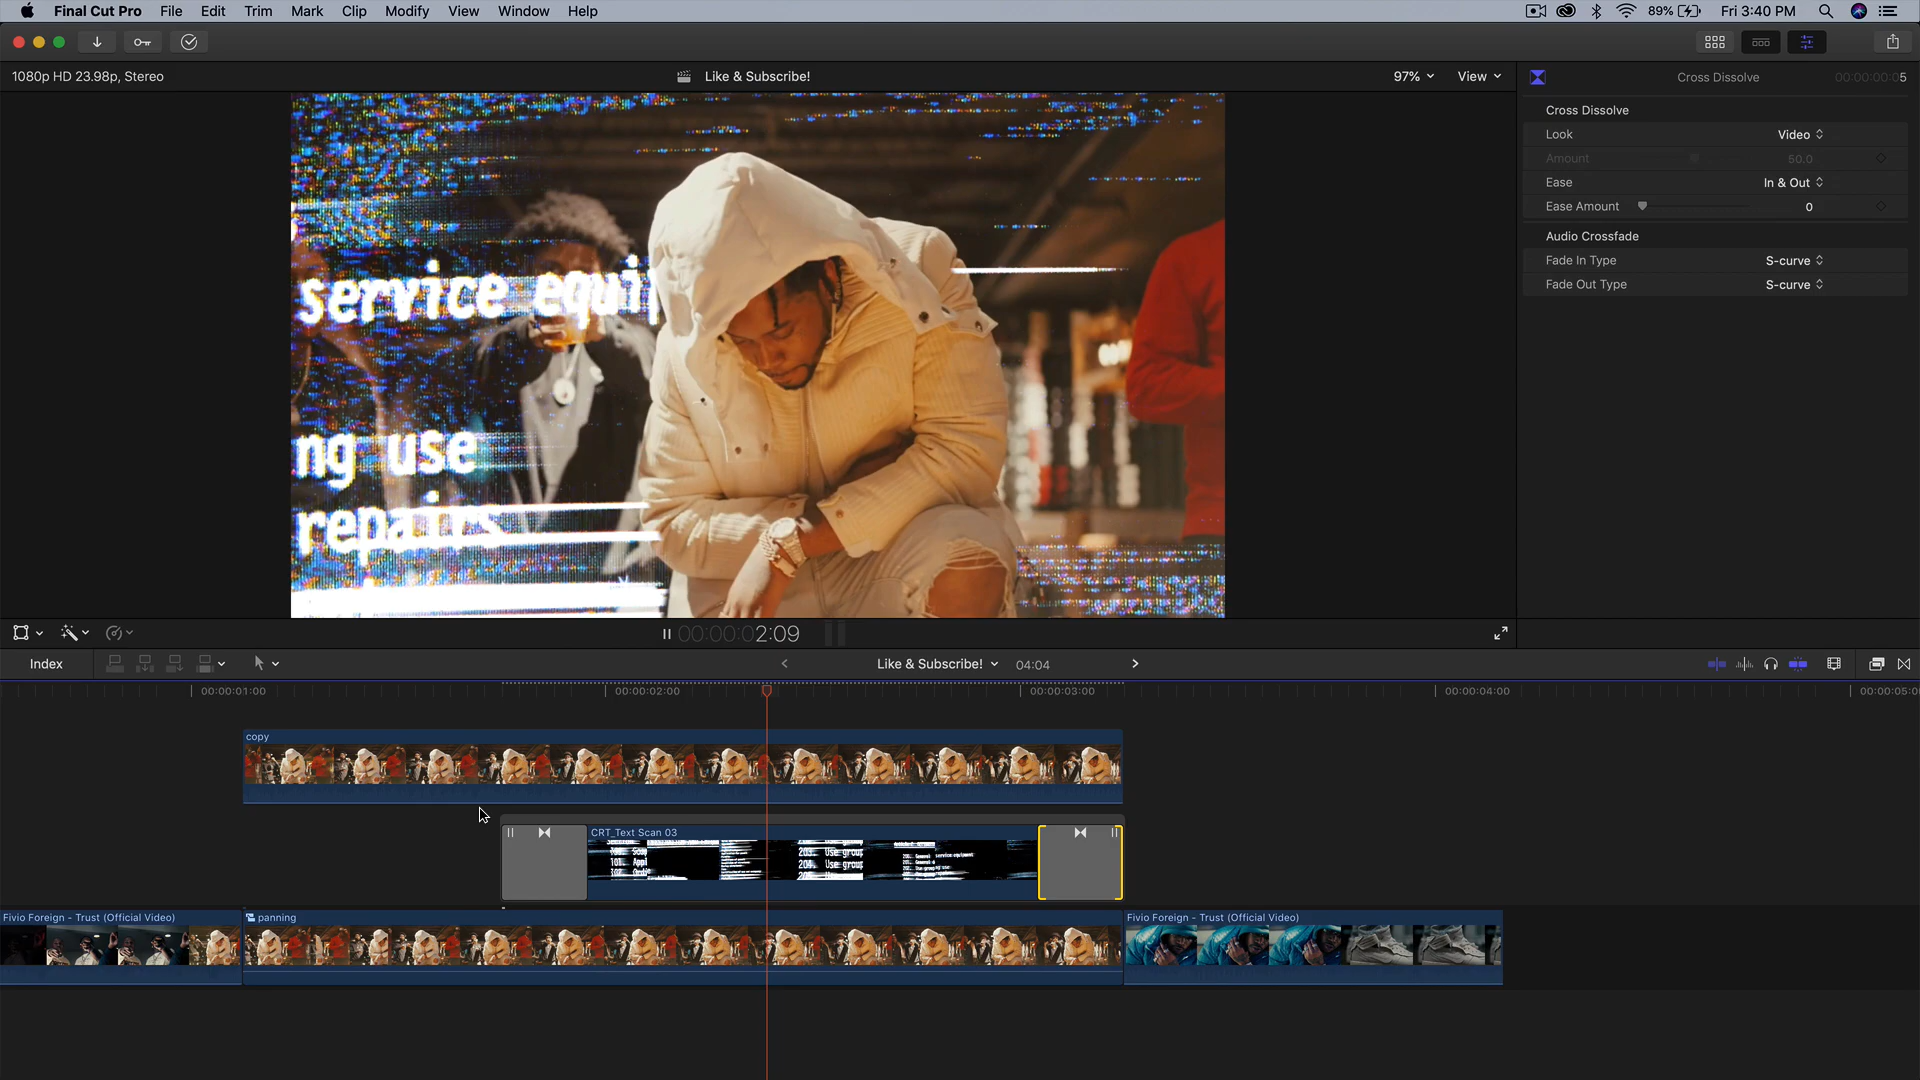 Final Cut Pro File Edit Trim Mark Clip Modify View Window Help
89% Fri 3:40 PM
1080p HD 23.98p, Stereo
Like & Subscribe!
97% View
Cross Dissolve
00:00:00:05
Cross Dissolve
Look Video
Amount 50.0
Ease In & Out
Ease Amount 0
Audio Crossfade
Fade In Type S-curve
Fade Out Type S-curve
service equip
ng use
repairs
00:00:00:02:09
Index
Like & Subscribe! 04:04
00:00:01:00 00:00:02:00 00:00:03:00 00:00:04:00 00:00:05:0
copy
CRT_Text Scan 03
Fivio Foreign - Trust (Official Video)
panning
Fivio Foreign - Trust (Official Video)